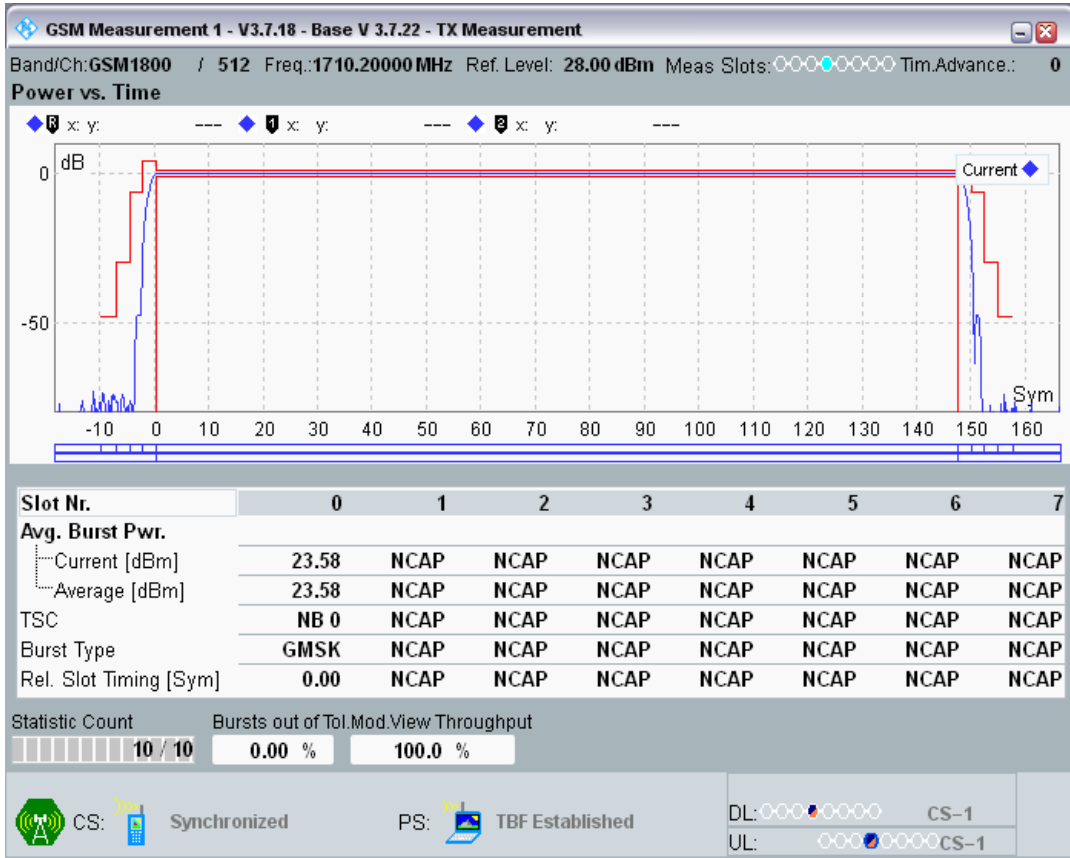 GSM Measurement 1 - V3.7.18 - Base V 3.7.22 - TX Measurement
Band/Ch:GSM1800 / 512 Freq.:1710.20000 MHz Ref. Level: 28.00 dBm Meas Slots: Tim.Advance.: 0
Power vs. Time
R x: y: --- 1 x: y: --- 2 x: y: ---
dB
Current
0
-50
Sym
-10 0 10 20 30 40 50 60 70 80 90 100 110 120 130 140 150 160
Slot Nr. 0 1 2 3 4 5 6 7
Avg. Burst Pwr.
Current [dBm] 23.58 NCAP NCAP NCAP NCAP NCAP NCAP NCAP
Average [dBm] 23.58 NCAP NCAP NCAP NCAP NCAP NCAP NCAP
TSC NB 0 NCAP NCAP NCAP NCAP NCAP NCAP NCAP
Burst Type GMSK NCAP NCAP NCAP NCAP NCAP NCAP NCAP
Rel. Slot Timing [Sym] 0.00 NCAP NCAP NCAP NCAP NCAP NCAP NCAP
Statistic Count Bursts out of Tol. Mod.View Throughput
10 / 10 0.00 % 100.0 %
CS: Synchronized PS: TBF Established DL: CS-1
UL: CS-1